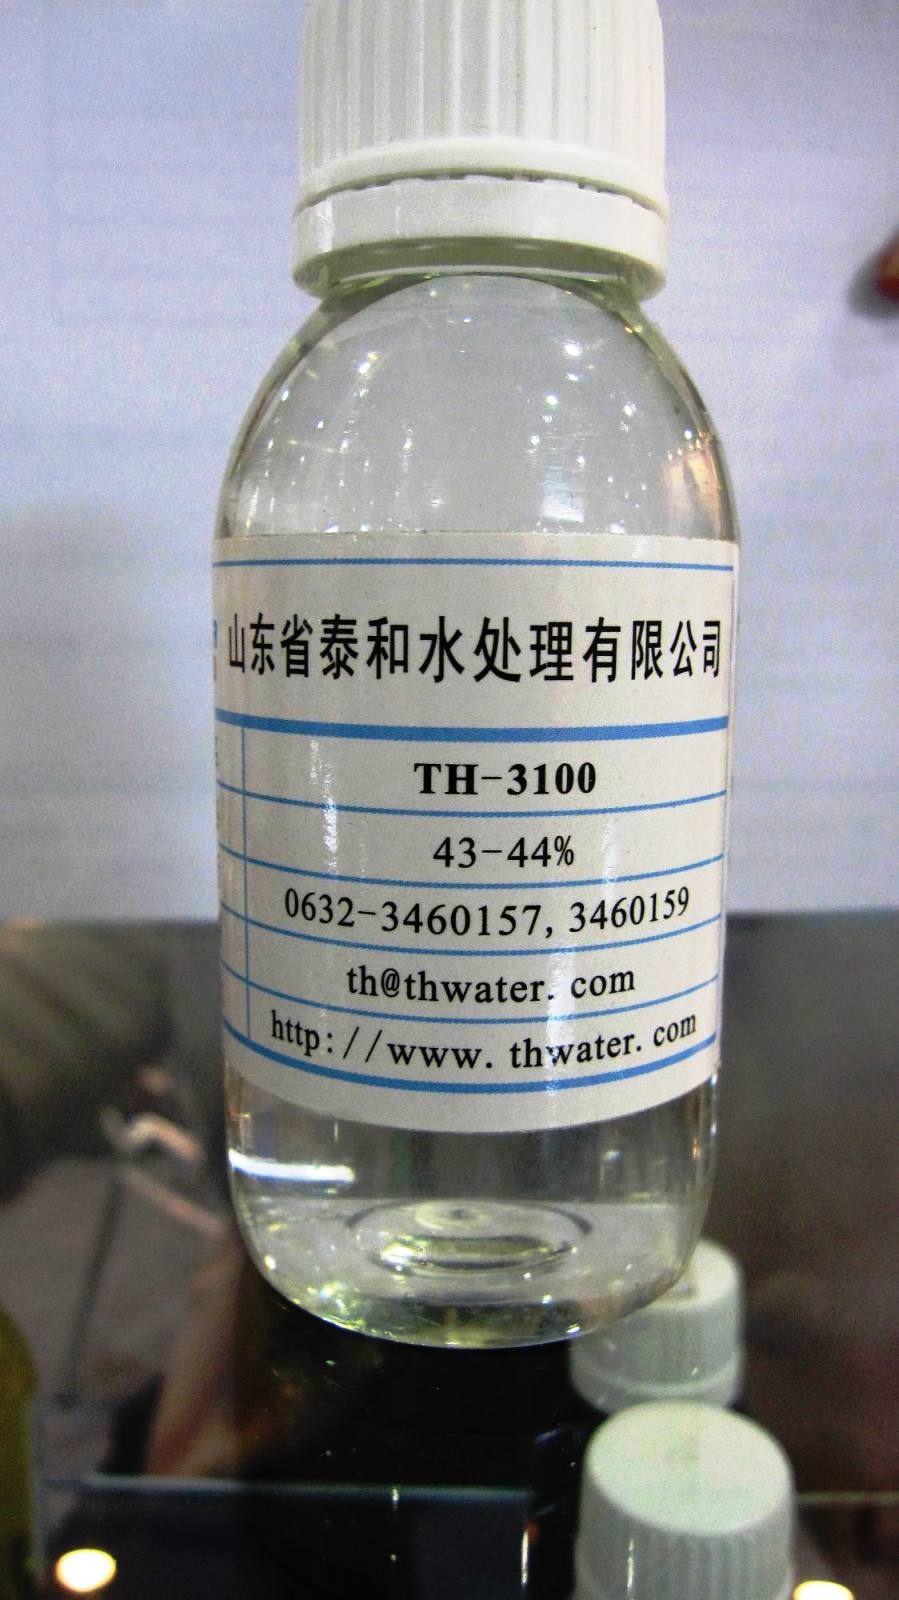 山东省泰和水处理有限公司
TH-3100
43-44%
0632-3460157, 3460159
th@thwater. com
http://www. thwater. com